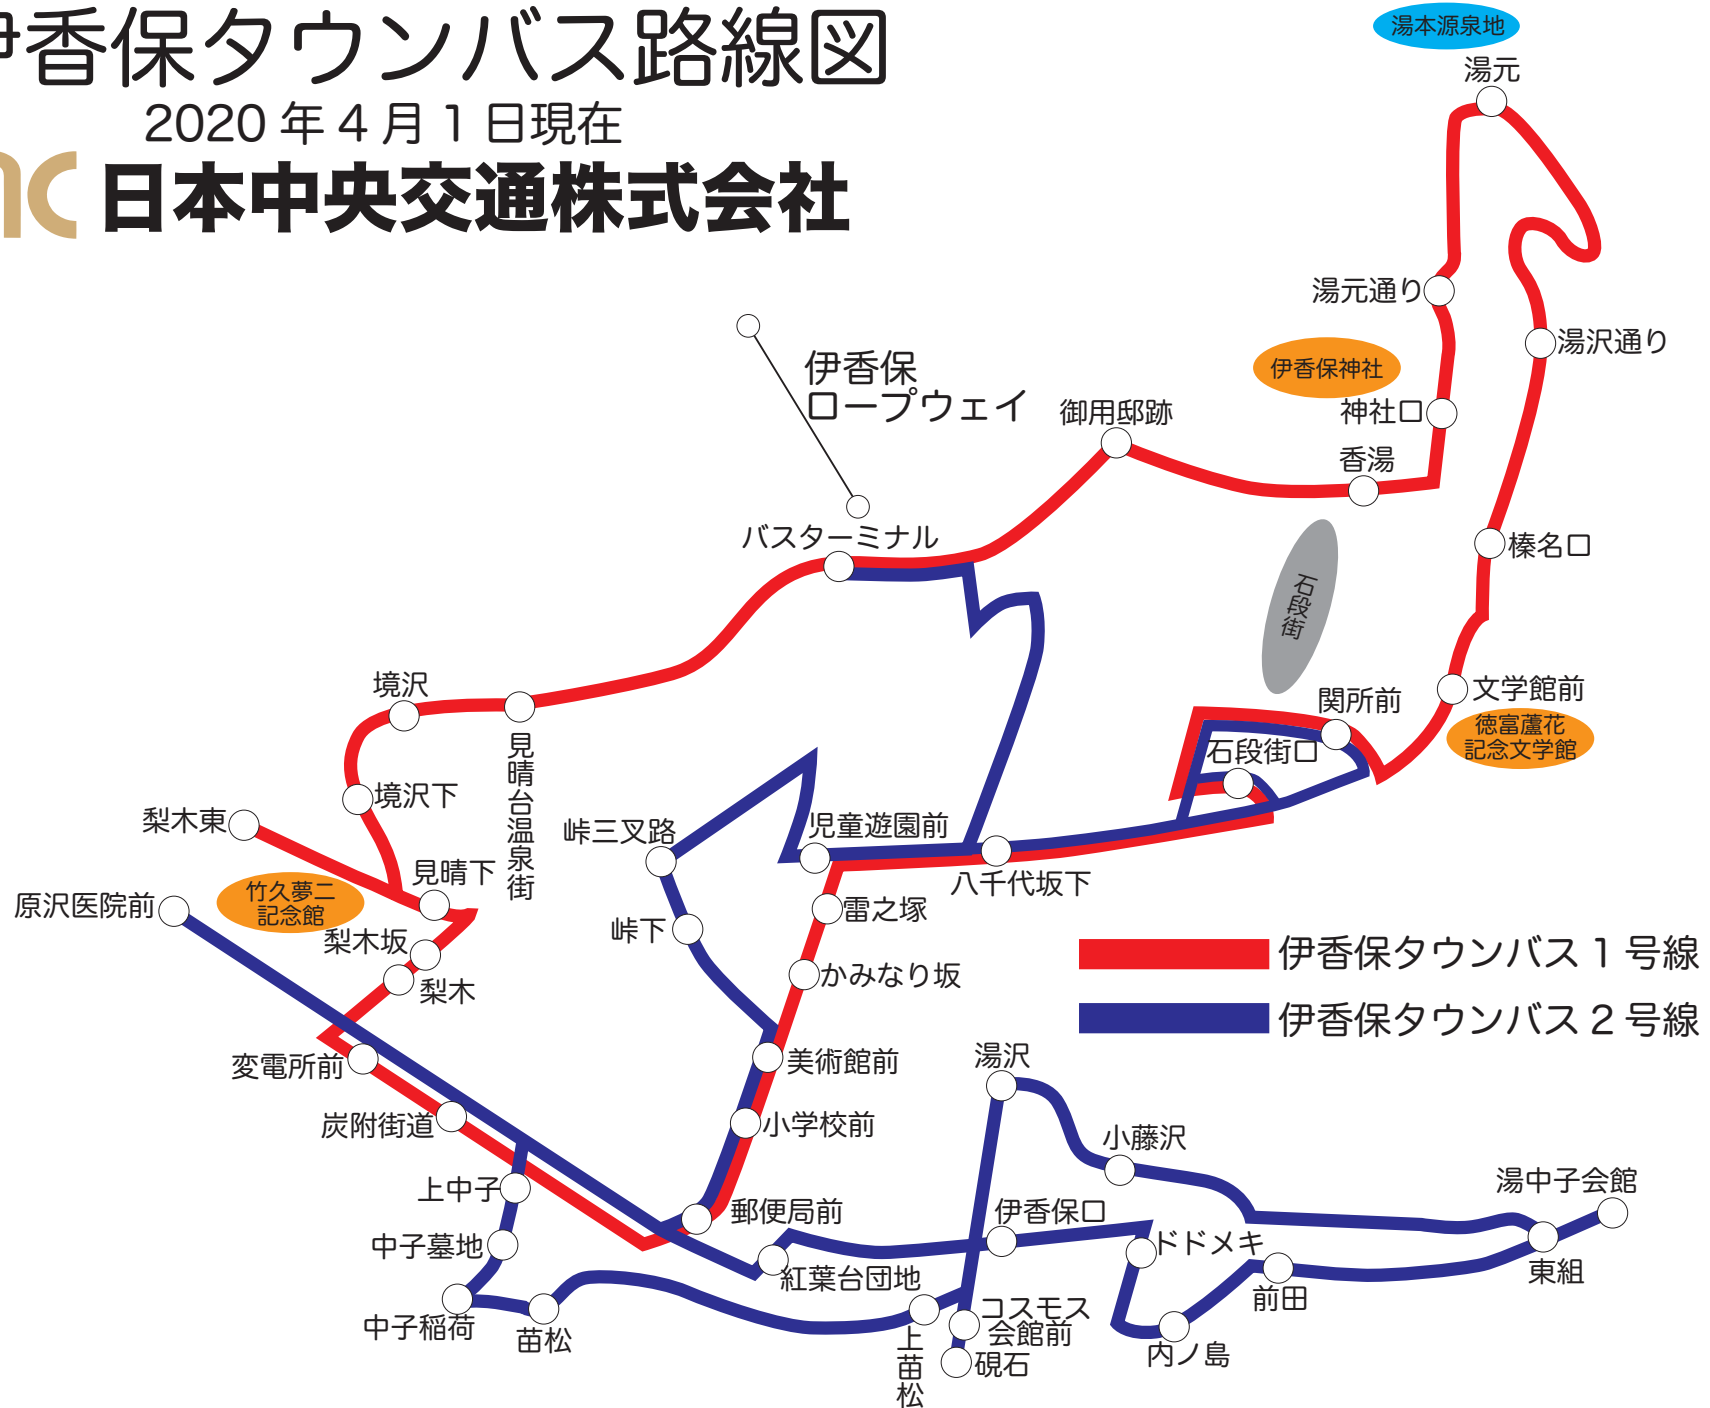 伊香保タウンバス路線図
2020年4月1日現在
日本中央交通株式会社
湯本源泉地
湯元
湯元通り
湯沢通り
伊香保神社
神社口
伊香保
ロープウェイ
御用邸跡
香湯
バスターミナル
榛名口
石段街
境沢
関所前
文学館前
徳富蘆花
記念文学館
石段街口
見晴台温泉街
境沢下
梨木東
峠三叉路
児童遊園前
見晴下
八千代坂下
竹久夢二
記念館
原沢医院前
雷之塚
峠下
梨木坂
梨木
かみなり坂
伊香保タウンバス1号線
伊香保タウンバス2号線
変電所前
美術館前
湯沢
炭附街道
小学校前
小藤沢
上中子
湯中子会館
郵便局前
伊香保口
中子墓地
ドドメキ
紅葉台団地
東組
前田
中子稲荷
苗松
上苗松
コスモス
会館前
硯石
内ノ島